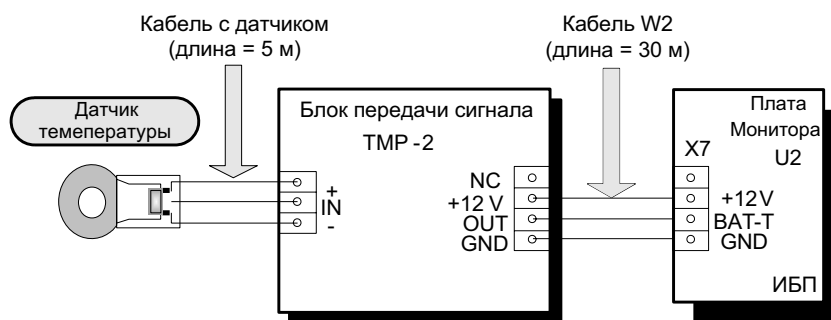 Кабель с датчиком
(длина = 5 м)
Кабель W2
(длина = 30 м)
Датчик
темепературы
Блок передачи сигнала
TMP -2
+
IN
-
NC
+12 V
OUT
GND
Плата
Монитора
U2
X7
+12V
BAT-T
GND
ИБП